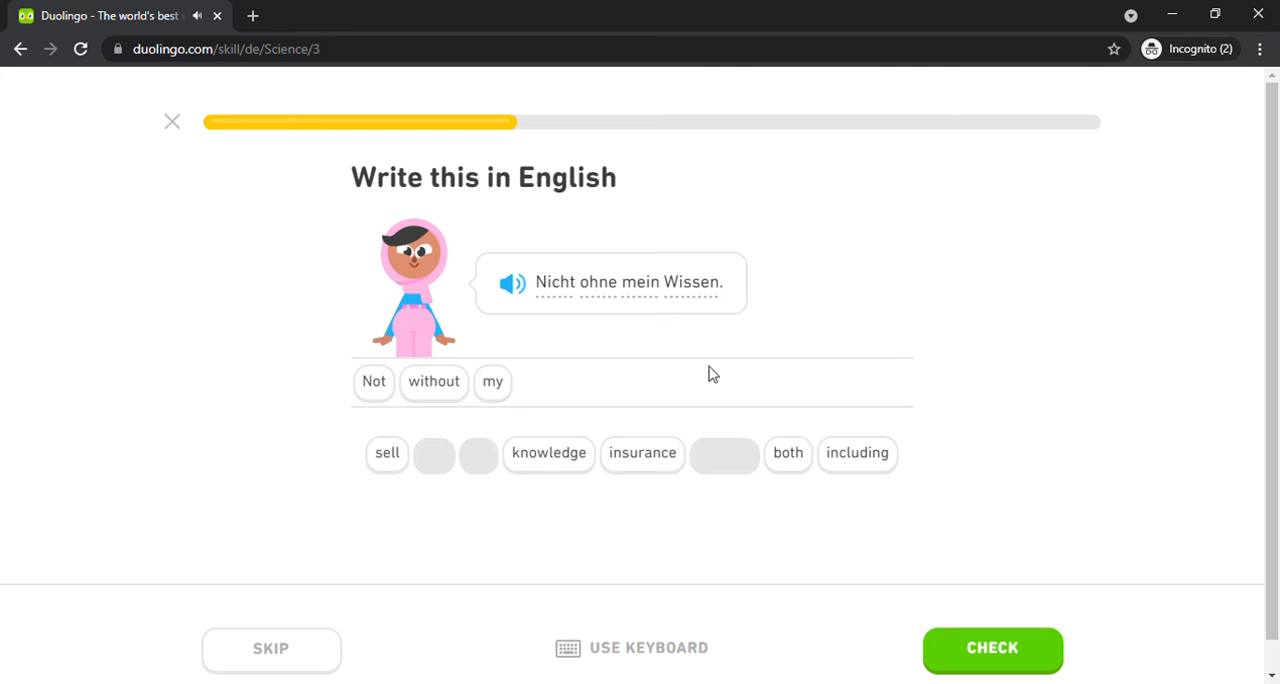 Duolingo - The world's best
duolingo.com/skill/de/Science/3
Incognito (2)
Write this in English
Nicht ohne mein Wissen.
Not without my
sell knowledge insurance both including
SKIP USE KEYBOARD CHECK